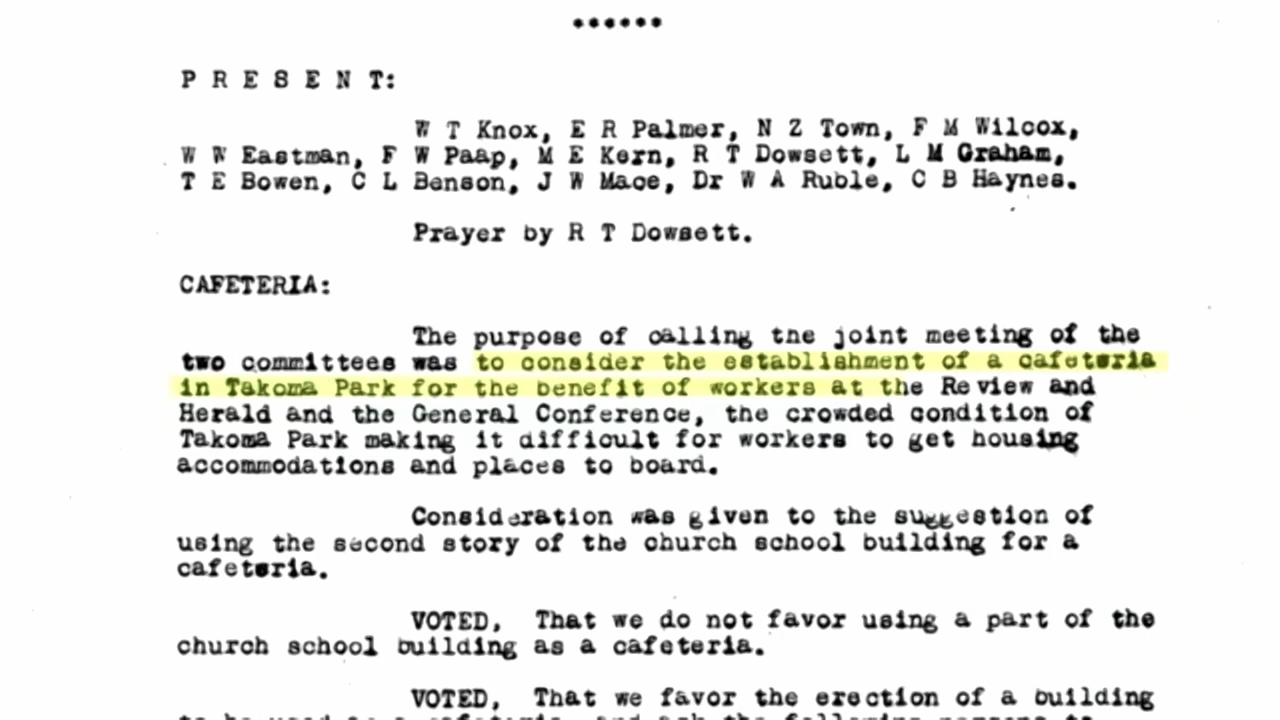 ••••••
P R E S E N T:
W T Knox, E R Palmer, N Z Town, F M Wilcox,
W W Eastman, F W Paap, M E Kern, R T Dowsett, L M Graham,
T E Bowen, C L Benson, J W Mace, Dr W A Ruble, C B Haynes.
Prayer by R T Dowsett.
CAFETERIA:
The purpose of calling the joint meeting of the
two committees was to consider the establishment of a cafeteria
in Takoma Park for the benefit of workers at the Review and
Herald and the General Conference, the crowded condition of
Takoma Park making it difficult for workers to get housing
accommodations and places to board.
Consideration was given to the suggestion of
using the second story of the church school building for a
cafeteria.
VOTED, That we do not favor using a part of the
church school building as a cafeteria.
VOTED, That we favor the erection of a building